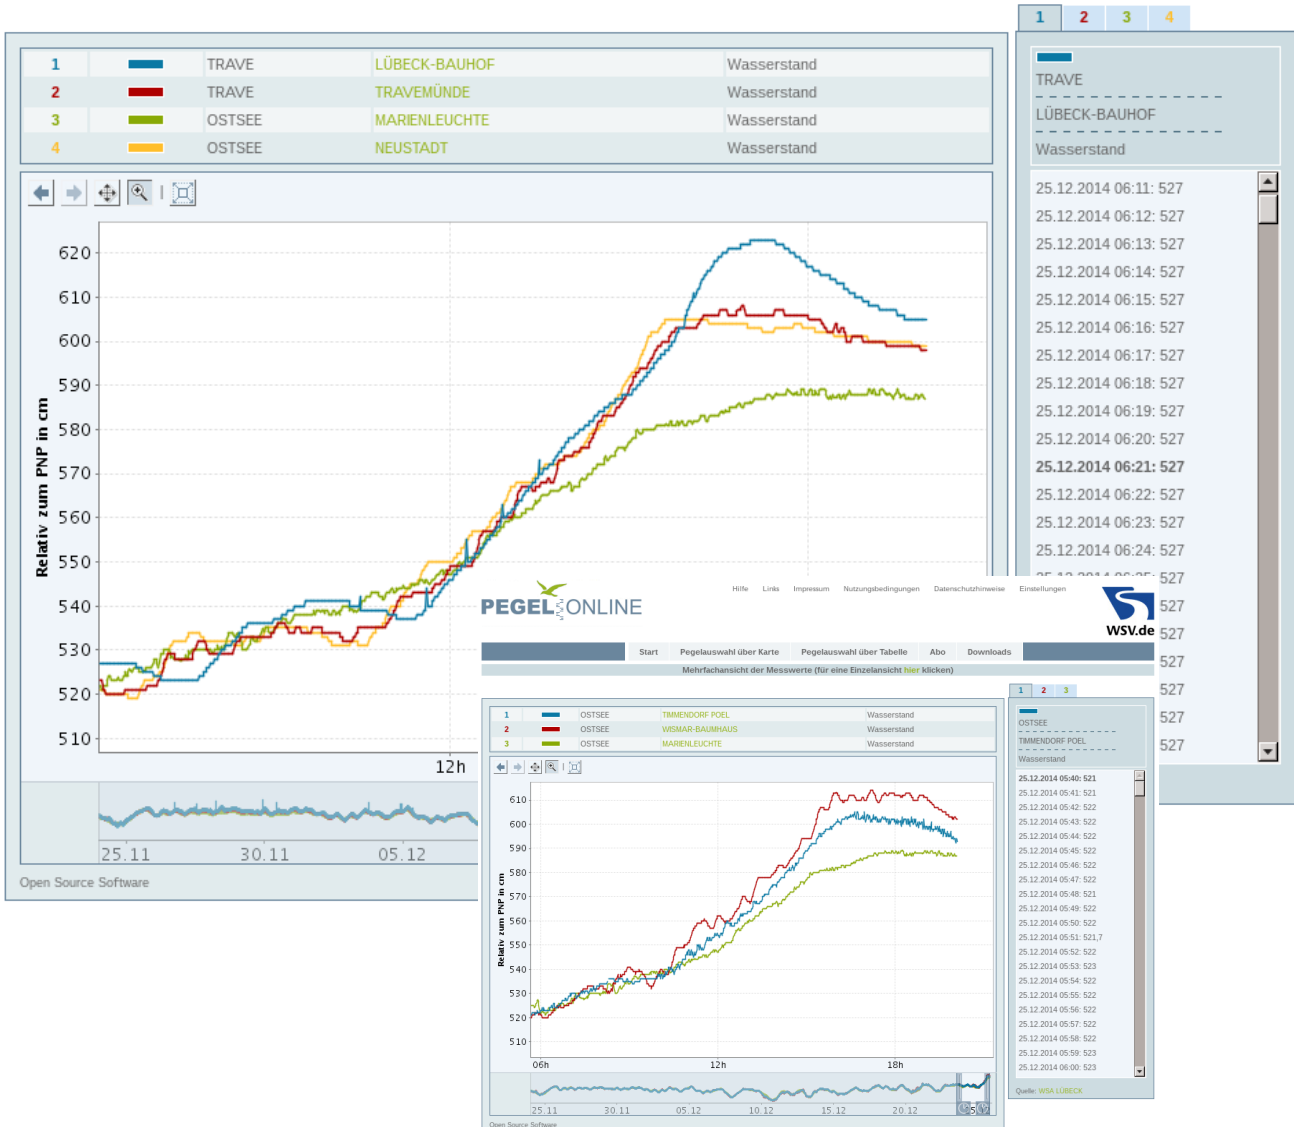 1 TRAVE LÜBECK-BAUHOF Wasserstand
2 TRAVE TRAVEMÜNDE Wasserstand
3 OSTSEE MARIENLEUCHTE Wasserstand
4 OSTSEE NEUSTADT Wasserstand
Relativ zum PNP in cm
620
610
600
590
580
570
560
550
540
530
520
510
12h
25.11 30.11 05.12
Open Source Software
1 2 3 4
TRAVE
LÜBECK-BAUHOF
Wasserstand
25.12.2014 06:11: 527
25.12.2014 06:12: 527
25.12.2014 06:13: 527
25.12.2014 06:14: 527
25.12.2014 06:15: 527
25.12.2014 06:16: 527
25.12.2014 06:17: 527
25.12.2014 06:18: 527
25.12.2014 06:19: 527
25.12.2014 06:20: 527
25.12.2014 06:21: 527
25.12.2014 06:22: 527
25.12.2014 06:23: 527
25.12.2014 06:24: 527
25.12.2014 06:25: 527
527
527
527
527
527
527
PEGEL ONLINE
Hilfe Links Impressum Nutzungsbedingungen Datenschutzhinweise Einstellungen
WSV.de
Start Pegelauswahl über Karte Pegelauswahl über Tabelle Abo Downloads
Mehrfachansicht der Messwerte (für eine Einzelansicht hier klicken)
1 OSTSEE TIMMENDORF POEL Wasserstand
2 OSTSEE WISMAR-BAUMHAUS Wasserstand
3 OSTSEE MARIENLEUCHTE Wasserstand
Relativ zum PNP in cm
610
600
590
580
570
560
550
540
530
520
510
06h 12h 18h
25.11 30.11 05.12 10.12 15.12 20.12
Open Source Software
1 2 3
OSTSEE
TIMMENDORF POEL
Wasserstand
25.12.2014 05:40: 521
25.12.2014 05:41: 521
25.12.2014 05:42: 522
25.12.2014 05:43: 522
25.12.2014 05:44: 522
25.12.2014 05:45: 522
25.12.2014 05:46: 522
25.12.2014 05:47: 522
25.12.2014 05:48: 521
25.12.2014 05:49: 522
25.12.2014 05:50: 522
25.12.2014 05:51: 521,7
25.12.2014 05:52: 522
25.12.2014 05:53: 523
25.12.2014 05:54: 522
25.12.2014 05:55: 522
25.12.2014 05:56: 522
25.12.2014 05:57: 522
25.12.2014 05:58: 522
25.12.2014 05:59: 523
25.12.2014 06:00: 523
Quelle: WSA LÜBECK